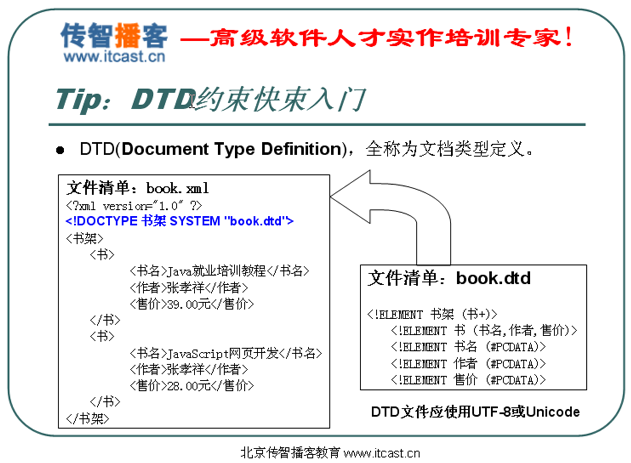 传智播客 —高级软件人才实作培训专家!
www.itcast.cn
Tip：DTD约束快束入门
● DTD(Document Type Definition)，全称为文档类型定义。
文件清单：book.xml
<?xml version="1.0" ?>
<!DOCTYPE 书架 SYSTEM "book.dtd">
<书架>
<书>
<书名>Java就业培训教程</书名>
<作者>张孝祥</作者>
<售价>39.00元</售价>
</书>
<书>
<书名>JavaScript网页开发</书名>
<作者>张孝祥</作者>
<售价>28.00元</售价>
</书>
</书架>
文件清单：book.dtd
<!ELEMENT 书架 (书+)>
<!ELEMENT 书 (书名,作者,售价)>
<!ELEMENT 书名 (#PCDATA)>
<!ELEMENT 作者 (#PCDATA)>
<!ELEMENT 售价 (#PCDATA)>
DTD文件应使用UTF-8或Unicode
北京传智播客教育 www.itcast.cn